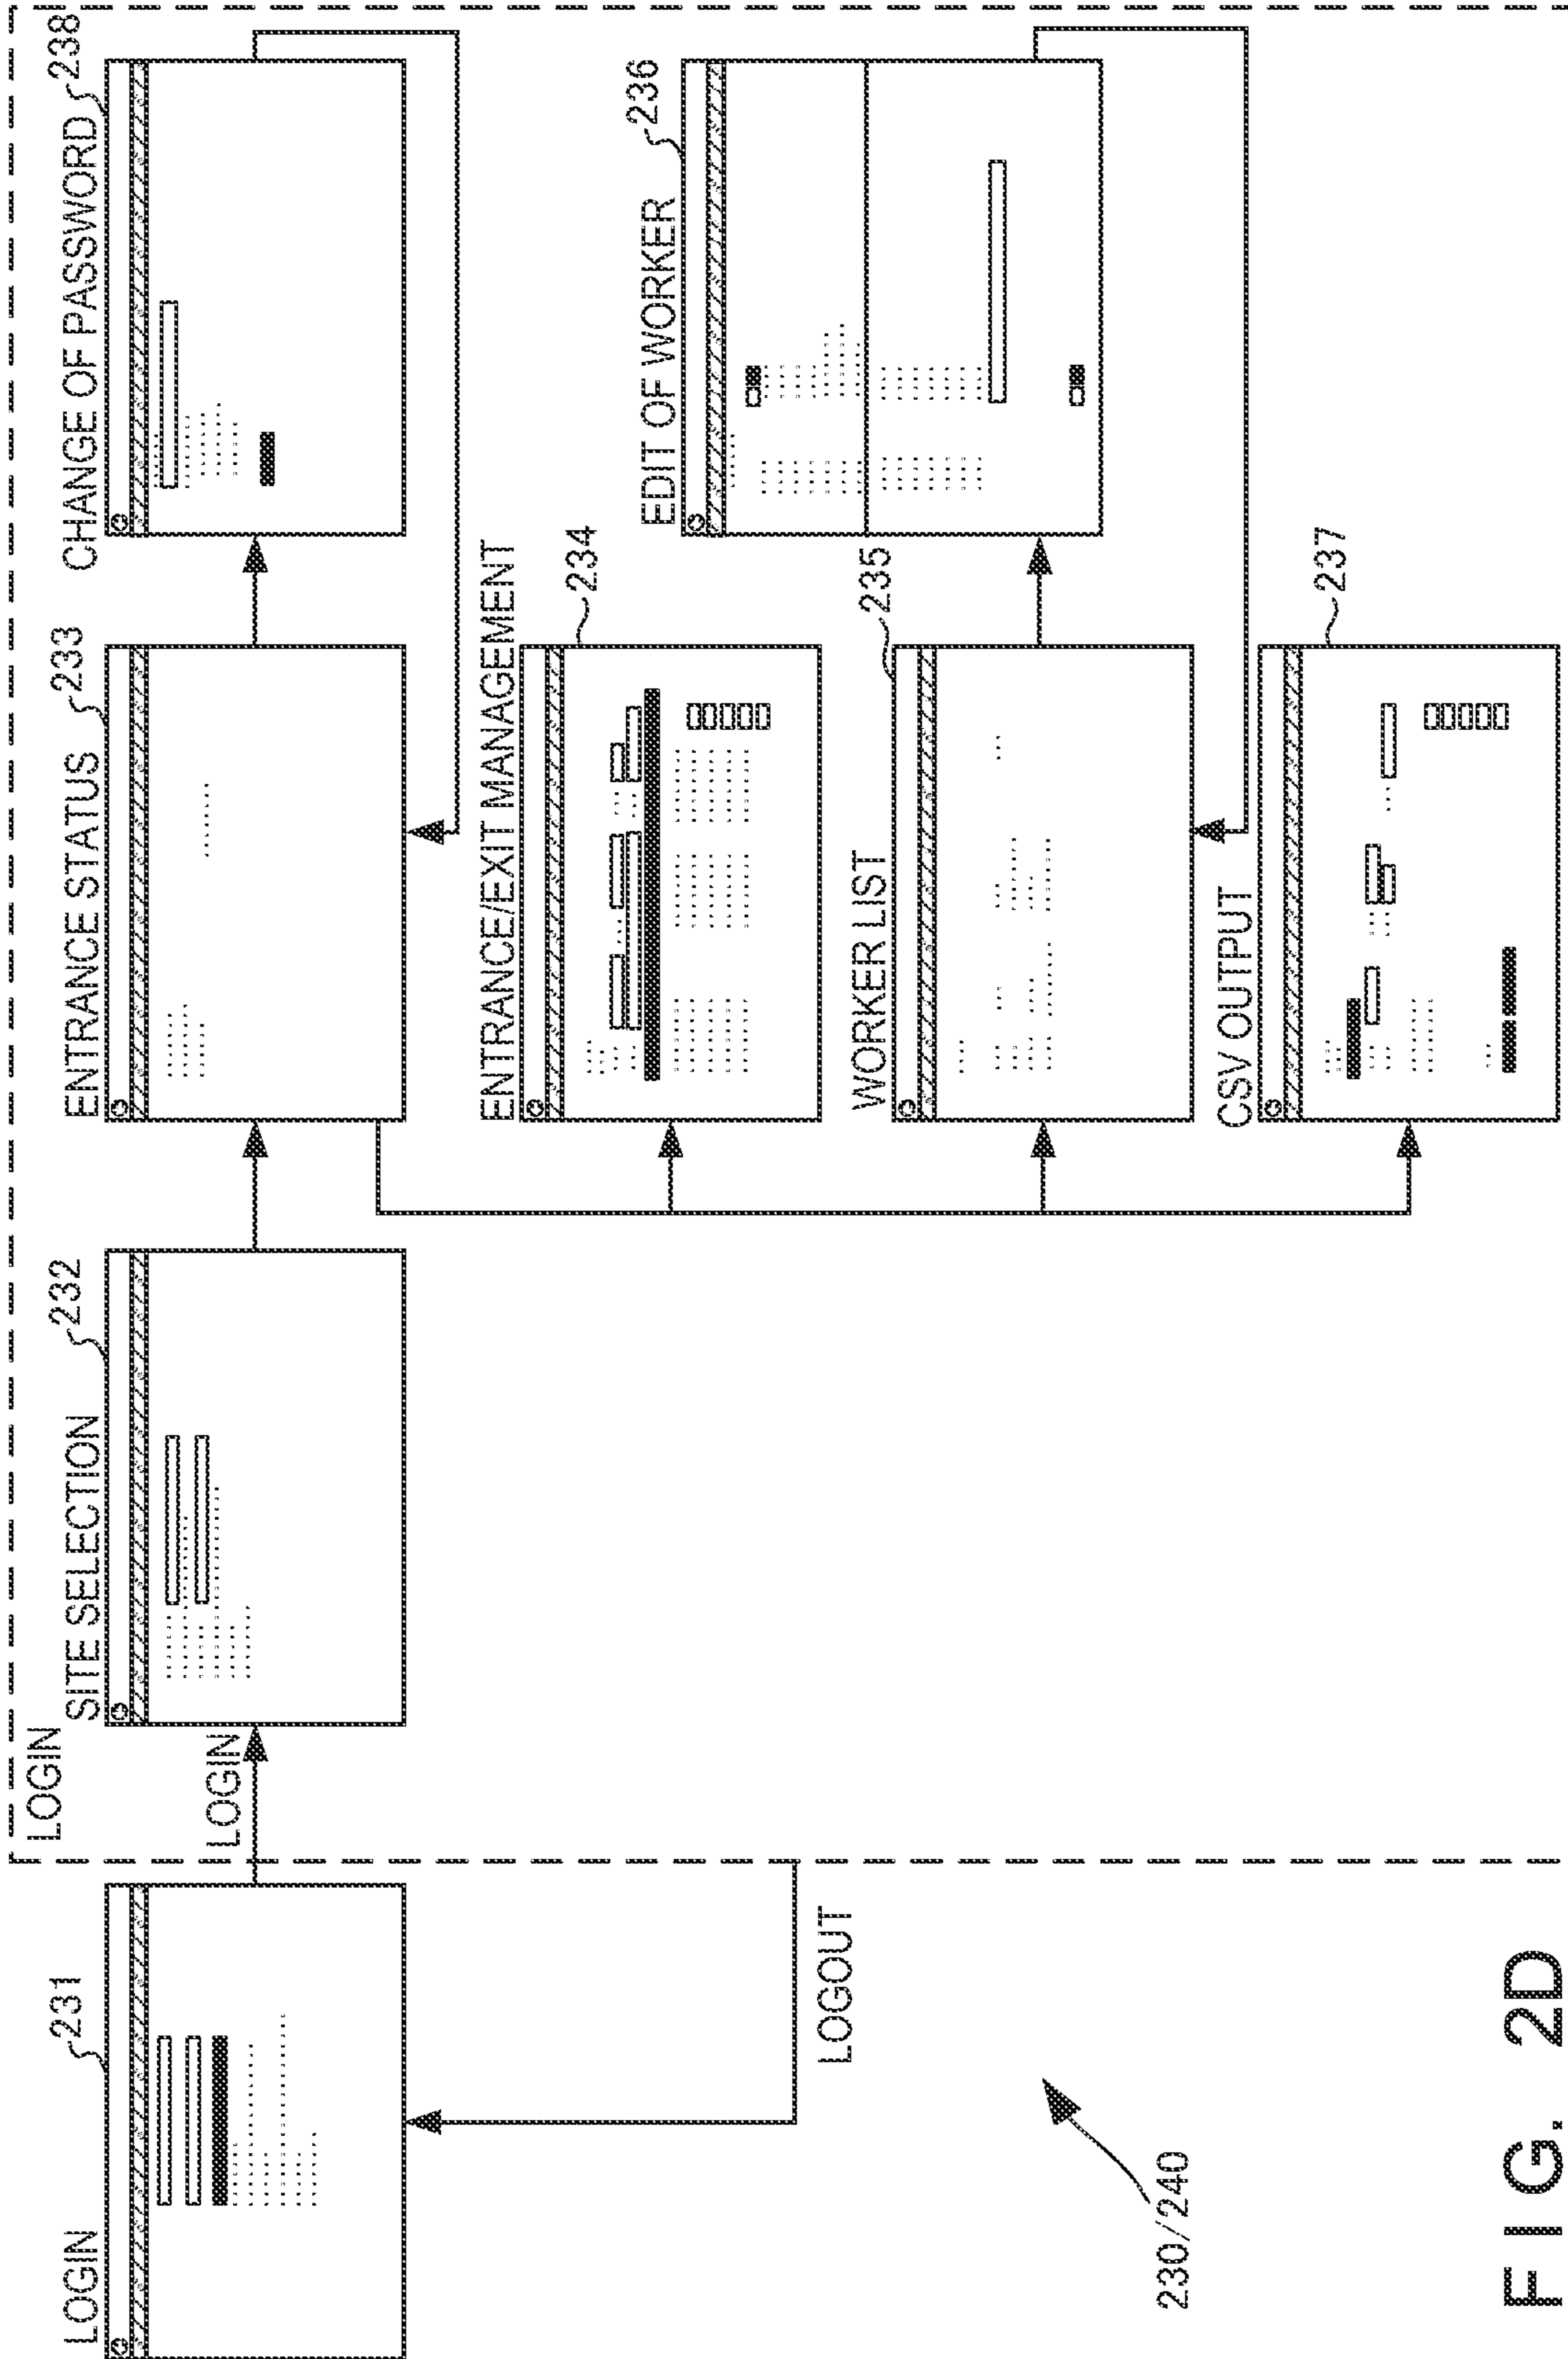 LOGIN
231
LOGIN
SITE SELECTION
232
ENTRANCE STATUS
233
CHANGE OF PASSWORD
238
LOGIN
ENTRANCE/EXIT MANAGEMENT
234
EDIT OF WORKER
236
LOGOUT
WORKER LIST
235
CSV OUTPUT
237
230/240
FIG. 2D